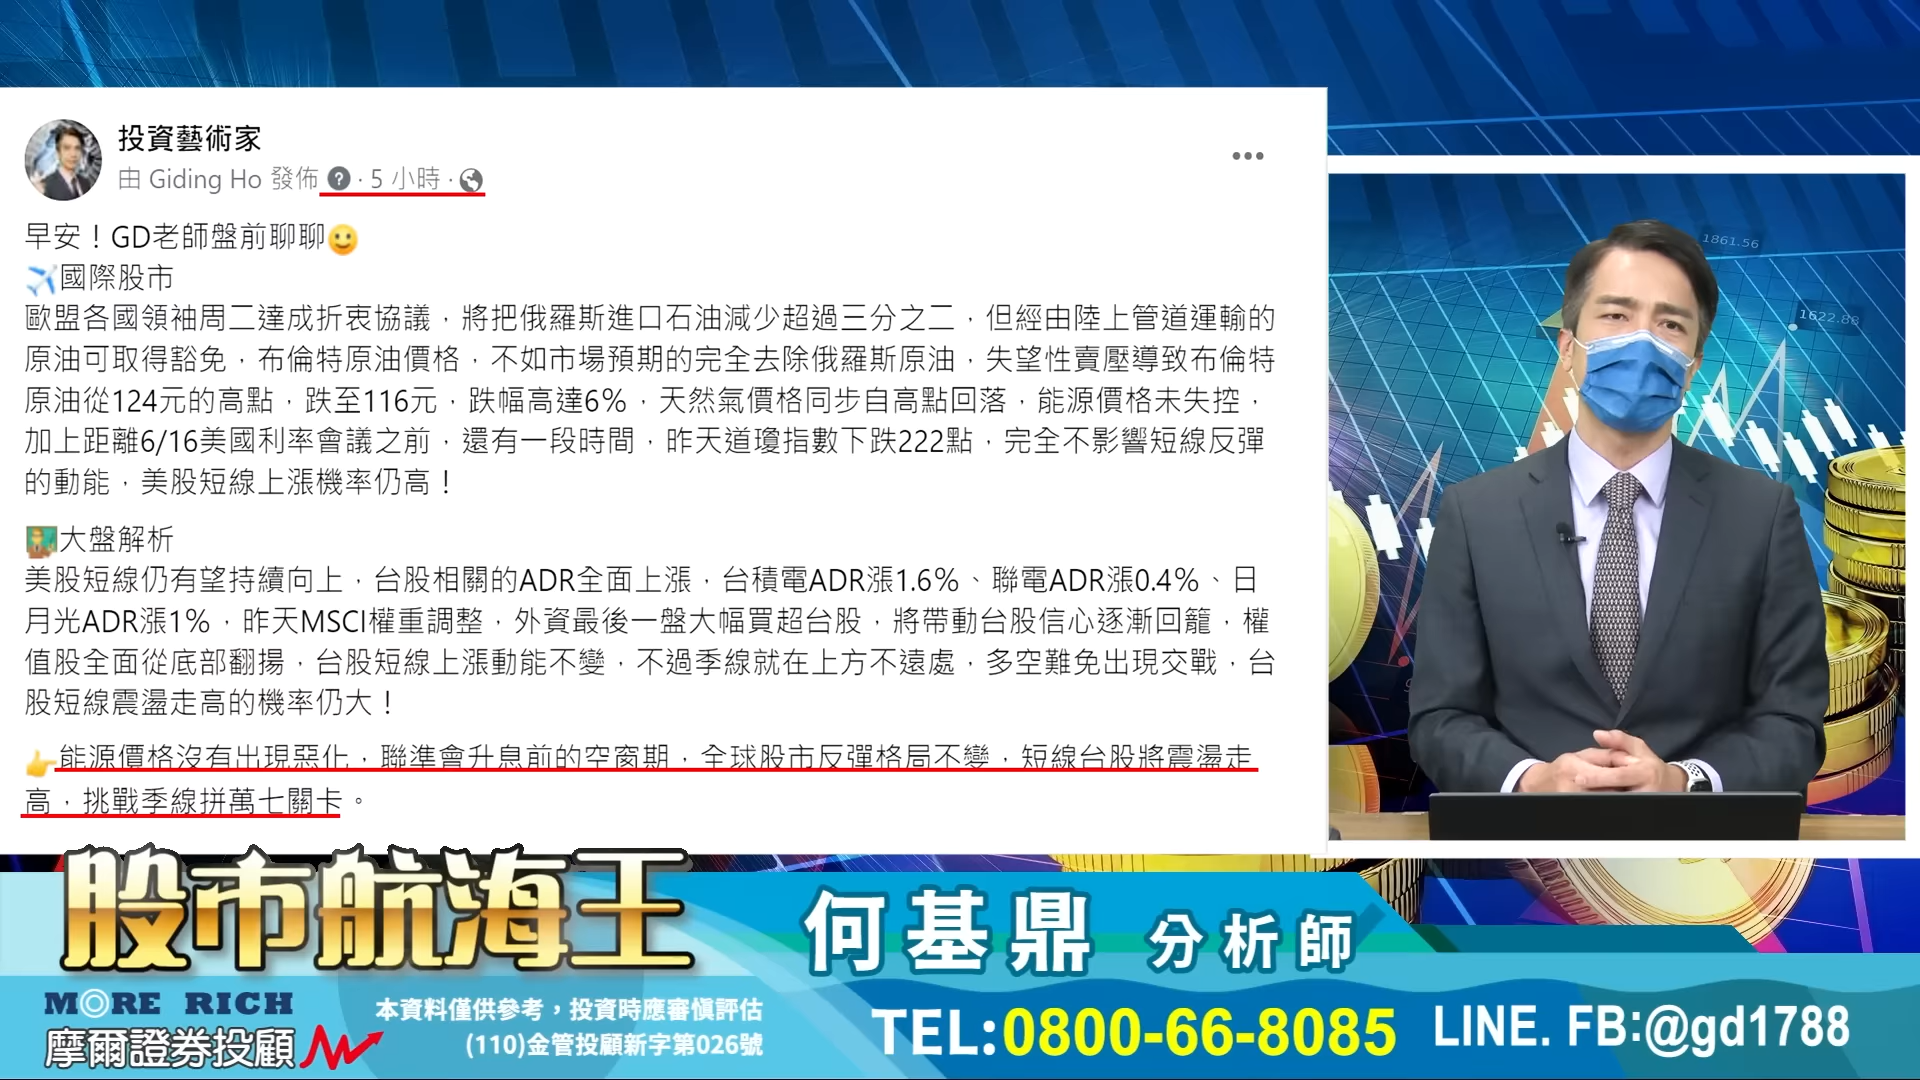 投資藝術家
由 Giding Ho 發佈 · 5 小時 ·
早安！GD老師盤前聊聊
國際股市
歐盟各國領袖周二達成折衷協議，將把俄羅斯進口石油減少超過三分之二，但經由陸上管道運輸的
原油可取得豁免，布倫特原油價格，不如市場預期的完全去除俄羅斯原油，失望性賣壓導致布倫特
原油從124元的高點，跌至116元，跌幅高達6%，天然氣價格同步自高點回落，能源價格未失控，
加上距離6/16美國利率會議之前，還有一段時間，昨天道瓊指數下跌222點，完全不影響短線反彈
的動能，美股短線上漲機率仍高！
大盤解析
美股短線仍有望持續向上，台股相關的ADR全面上漲，台積電ADR漲1.6%、聯電ADR漲0.4%、日
月光ADR漲1%，昨天MSCI權重調整，外資最後一盤大幅買超台股，將帶動台股信心逐漸回籠，權
值股全面從底部翻揚，台股短線上漲動能不變，不過季線就在上方不遠處，多空難免出現交戰，台
股短線震盪走高的機率仍大！
能源價格沒有出現惡化，聯準會升息前的空窗期，全球股市反彈格局不變，短線台股將震盪走
高，挑戰季線拼萬七關卡。
1861.56
1622.88
股市航海王
何基鼎 分析師
MORE RICH
摩爾證券投顧
本資料僅供參考，投資時應審慎評估
(110)金管投顧新字第026號
TEL:0800-66-8085
LINE. FB:@gd1788